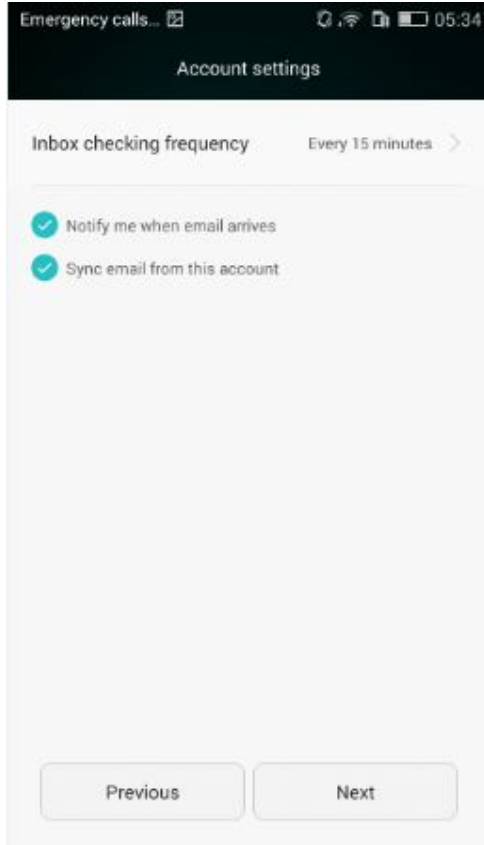 Emergency calls... 05:34
Account settings
Inbox checking frequency Every 15 minutes
Notify me when email arrives
Sync email from this account
Previous Next